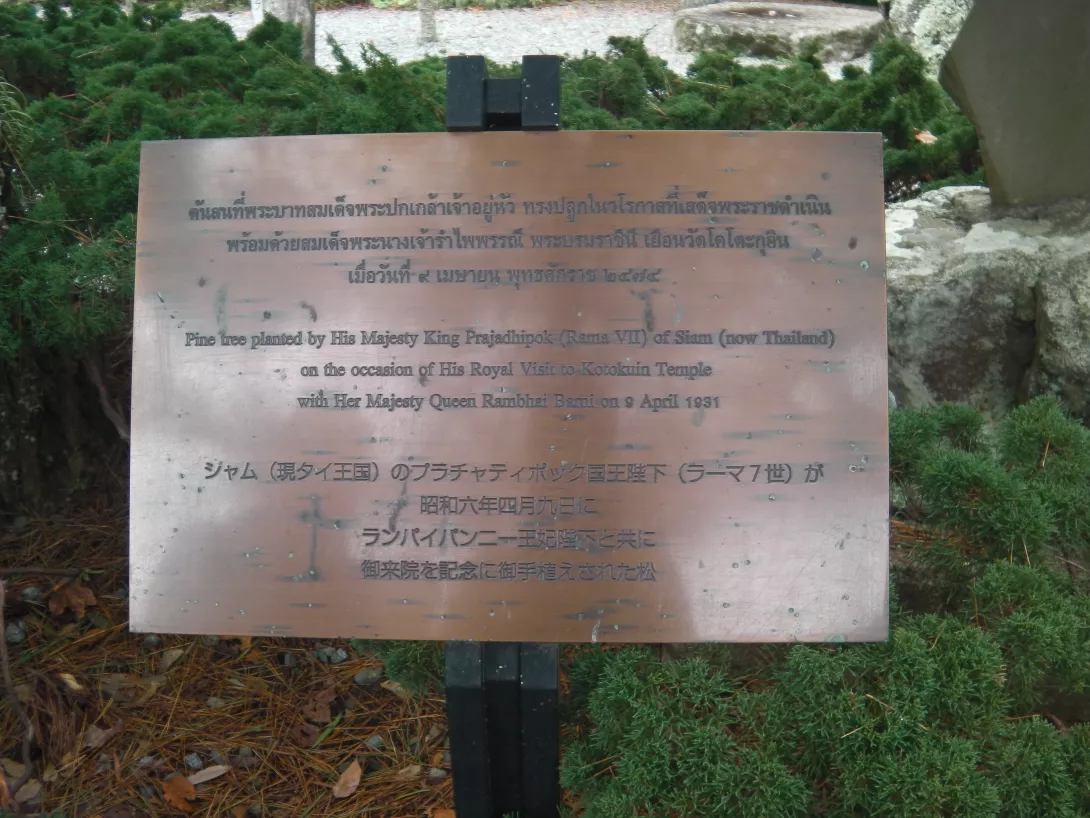 ต้นสนที่พระบาทสมเด็จพระปกเกล้าเจ้าอยู่หัว ทรงปลูกในวโรกาสที่เสด็จพระราชดำเนิน
พร้อมด้วยสมเด็จพระนางเจ้ารำไพพรรณี พระบรมราชินี เยือนวัดโคโตะกุอิน
เมื่อวันที่ ๙ เมษายน พุทธศักราช ๒๔๗๔
Pine tree planted by His Majesty King Prajadhipok (Rama VII) of Siam (now Thailand)
on the occasion of His Royal Visit to Kotokuin Temple
with Her Majesty Queen Rambhai Barni on 9 April 1931
シャム（現タイ王国）のプラチャティポック国王陛下（ラーマ7世）が
昭和六年四月九日に
ランパイパンニー王妃陛下と共に
御来院を記念に御手植えされた松